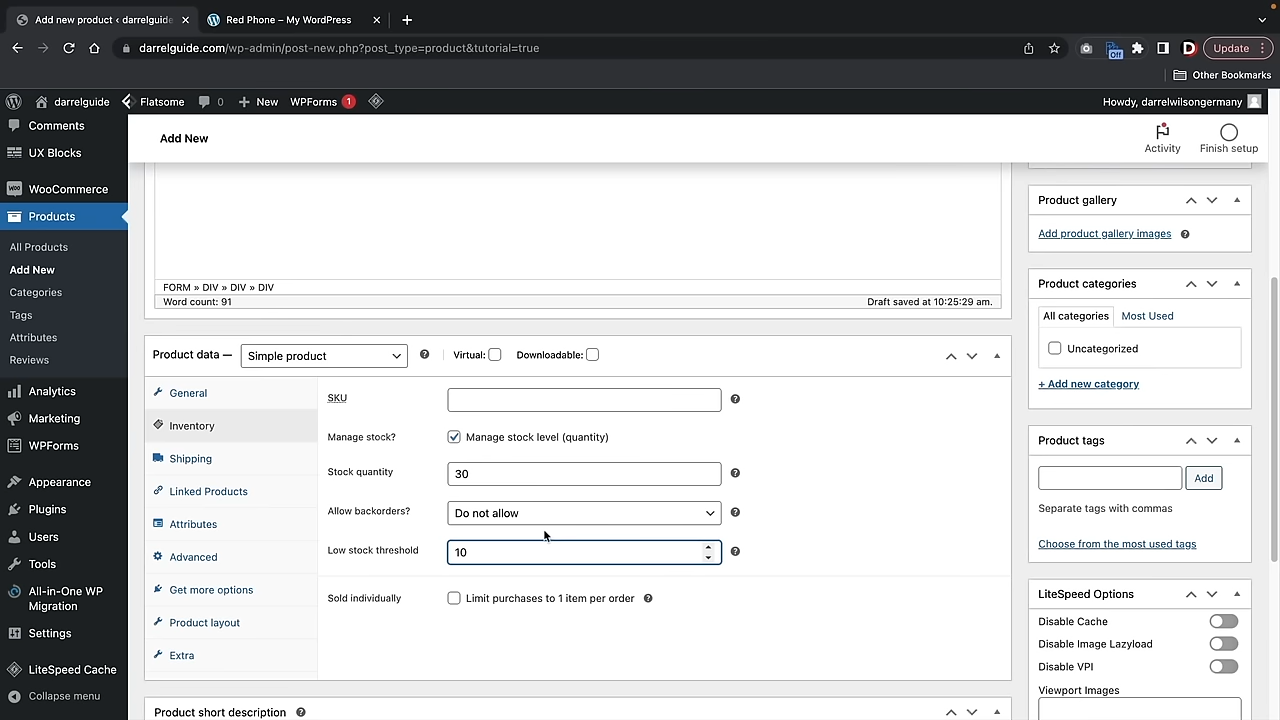 Add new product ‹ darrelguide
Red Phone – My WordPress
darrelguide.com/wp-admin/post-new.php?post_type=product&tutorial=true
Off
D
Update
Other Bookmarks
darrelguide
Flatsome
0
New
WPForms 1
Howdy, darrelwilsongermany
Comments
UX Blocks
WooCommerce
Products
All Products
Add New
Categories
Tags
Attributes
Reviews
Analytics
Marketing
WPForms
Appearance
Plugins
Users
Tools
All-in-One WP
Migration
Settings
LiteSpeed Cache
Collapse menu
Add New
Activity
Finish setup
FORM » DIV » DIV » DIV
Word count: 91
Draft saved at 10:25:29 am.
Product data —
Simple product
Virtual:
Downloadable:
General
Inventory
Shipping
Linked Products
Attributes
Advanced
Get more options
Product layout
Extra
SKU
Manage stock?
Manage stock level (quantity)
Stock quantity
30
Allow backorders?
Do not allow
Low stock threshold
10
Sold individually
Limit purchases to 1 item per order
Product short description
Product gallery
Add product gallery images
Product categories
All categories
Most Used
Uncategorized
+ Add new category
Product tags
Add
Separate tags with commas
Choose from the most used tags
LiteSpeed Options
Disable Cache
Disable Image Lazyload
Disable VPI
Viewport Images